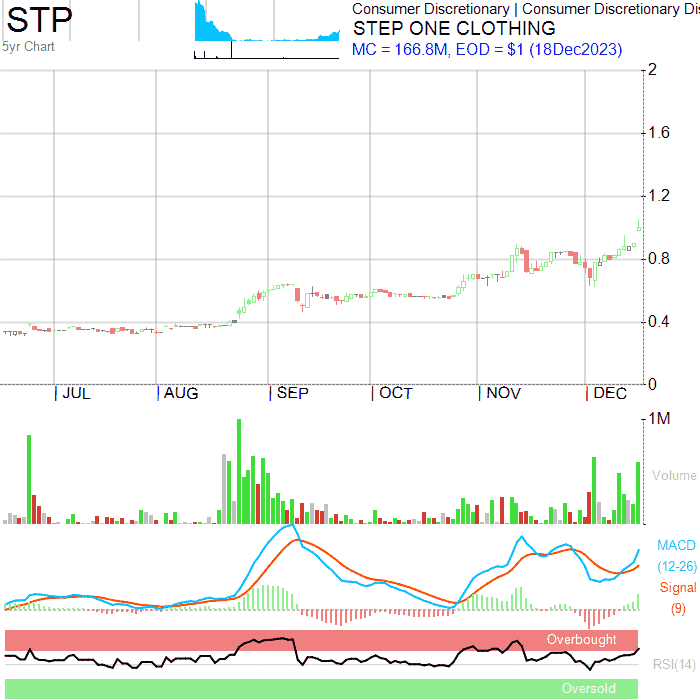 STP
5yr Chart
Consumer Discretionary | Consumer Discretionary Dis
STEP ONE CLOTHING
MC = 166.8M, EOD = $1 (18Dec2023)
2
1.6
1.2
0.8
0.4
0
| JUL | AUG | SEP | OCT | NOV | DEC
1M
Volume
MACD
(12-26)
Signal
(9)
Overbought
RSI(14)
Oversold